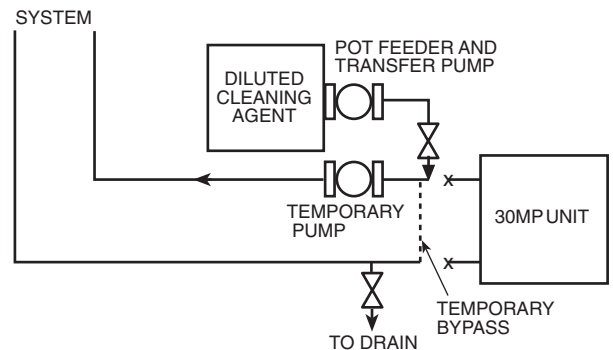 SYSTEM
POT FEEDER AND
TRANSFER PUMP
DILUTED
CLEANING
AGENT
X
TEMPORARY
PUMP
30MP UNIT
X
TEMPORARY
BYPASS
TO DRAIN